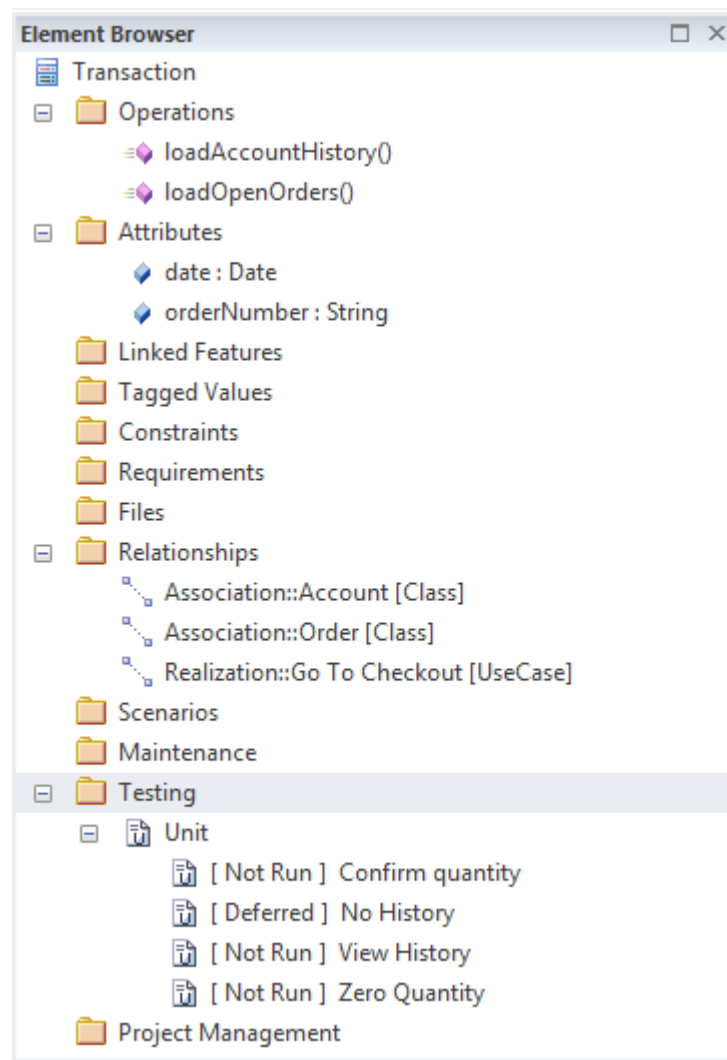 Element Browser
Transaction
Operations
loadAccountHistory()
loadOpenOrders()
Attributes
date : Date
orderNumber : String
Linked Features
Tagged Values
Constraints
Requirements
Files
Relationships
Association::Account [Class]
Association::Order [Class]
Realization::Go To Checkout [UseCase]
Scenarios
Maintenance
Testing
Unit
[ Not Run ]  Confirm quantity
[ Deferred ]  No History
[ Not Run ]  View History
[ Not Run ]  Zero Quantity
Project Management